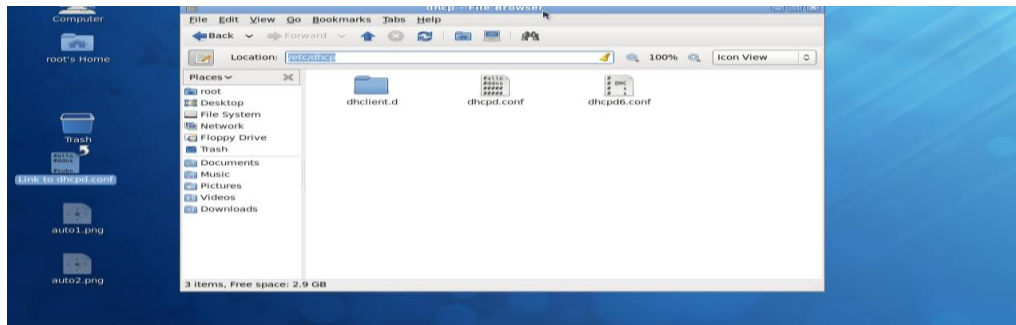 Computer
root's Home
Trash
Link to dhcpd.conf
auto1.png
auto2.png
dhcp - File Browser
File Edit View Go Bookmarks Tabs Help
Back Forward
Location: /etc/dhcp 100% Icon View
Places
root
Desktop
File System
Network
Floppy Drive
Trash
Documents
Music
Pictures
Videos
Downloads
dhclient.d
dhcpd.conf
dhcpd6.conf
3 items, Free space: 2.9 GB